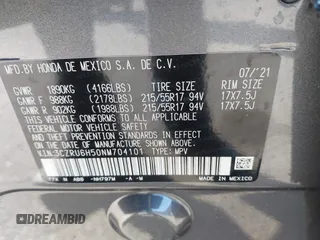 MFD. BY HONDA DE MEXICO S.A. DE C.V. 07/'21
GVWR 1890KG (4166LBS) TIRE SIZE RIM SIZE
GAWR F 988KG (2178LBS) 215/55R17 94V 17X7.5J
GAWR R 902KG (1988LBS) 215/55R17 94V 17X7.5J
THIS VEHICLE CONFORMS TO ALL APPLICABLE
FEDERAL MOTOR VEHICLE SAFETY, BUMPER,
AND THEFT PREVENTION STANDARDS IN EFFECT ON
THE DATE OF MANUFACTURE SHOWN ABOVE.
V.I.N: 3CZRU6H50NM704101 TYPE: MPV
ABS NH797M -A -M
MADE IN
MEXICO
DREAMBID